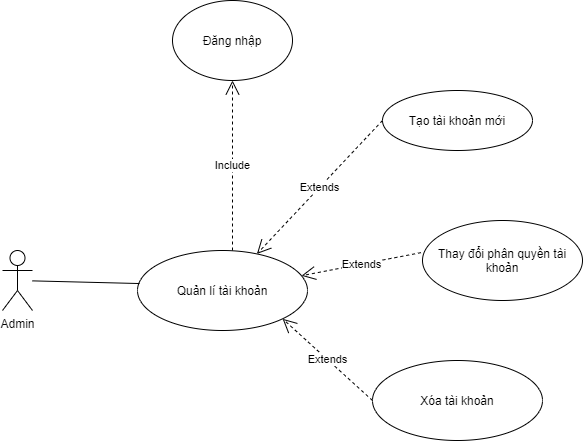 Đăng nhập
Tạo tài khoản mới
Include
Extends
Thay đổi phân quyền tài
khoản
Extends
Quản lí tài khoản
Admin
Extends
Xóa tài khoản